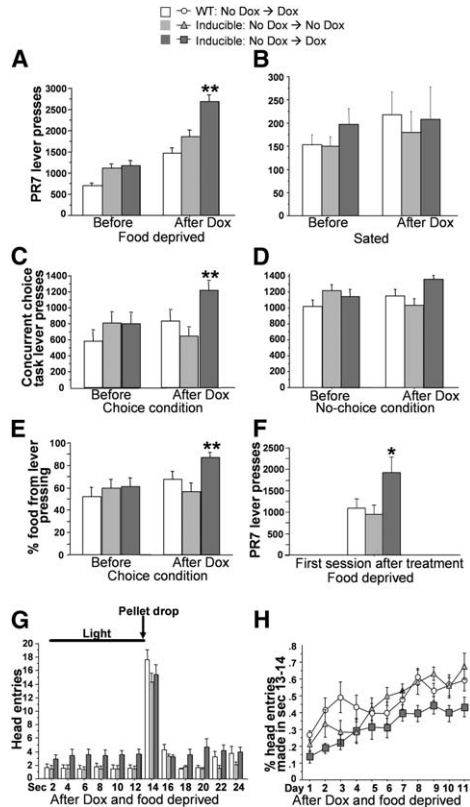 WT: No Dox → Dox
Inducible: No Dox → No Dox
Inducible: No Dox → Dox
A
PR7 lever presses
3000
2500
2000
1500
1000
500
0
**
Before
After Dox
Food deprived
B
250
200
150
100
50
0
Before
After Dox
Sated
C
Concurrent choice
task lever presses
1400
1200
1000
800
600
400
200
0
**
Before
After Dox
Choice condition
D
1400
1200
1000
800
600
400
200
0
Before
After Dox
No-choice condition
E
% food from lever
pressing
100
80
60
40
20
0
**
Before
After Dox
Choice condition
F
PR7 lever presses
2500
2000
1500
1000
500
0
*
First session after treatment
Food deprived
G
Pellet drop
Light
Head entries
20
18
16
14
12
10
8
6
4
2
0
Sec 2 4 6 8 10 12 14 16 18 20 22 24
After Dox and food deprived
H
% head entries
made in sec 13-14
.8
.7
.6
.5
.4
.3
.2
.1
0
Day 1 2 3 4 5 6 7 8 9 10 11
After Dox and food deprived